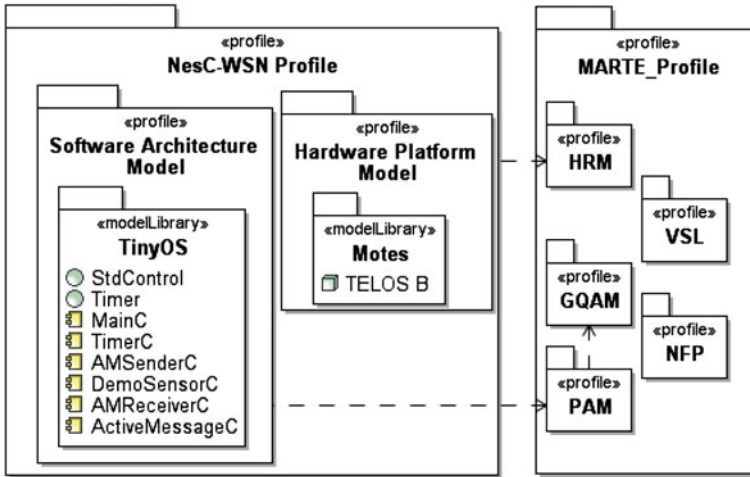 «profile»
NesC-WSN Profile
«profile»
Software Architecture
Model
«modelLibrary»
TinyOS
StdControl
Timer
MainC
TimerC
AMSenderC
DemoSensorC
AMReceiverC
ActiveMessageC
«profile»
Hardware Platform
Model
«modelLibrary»
Motes
TELOS B
«profile»
MARTE_Profile
«profile»
HRM
«profile»
VSL
«profile»
GQAM
«profile»
NFP
«profile»
PAM